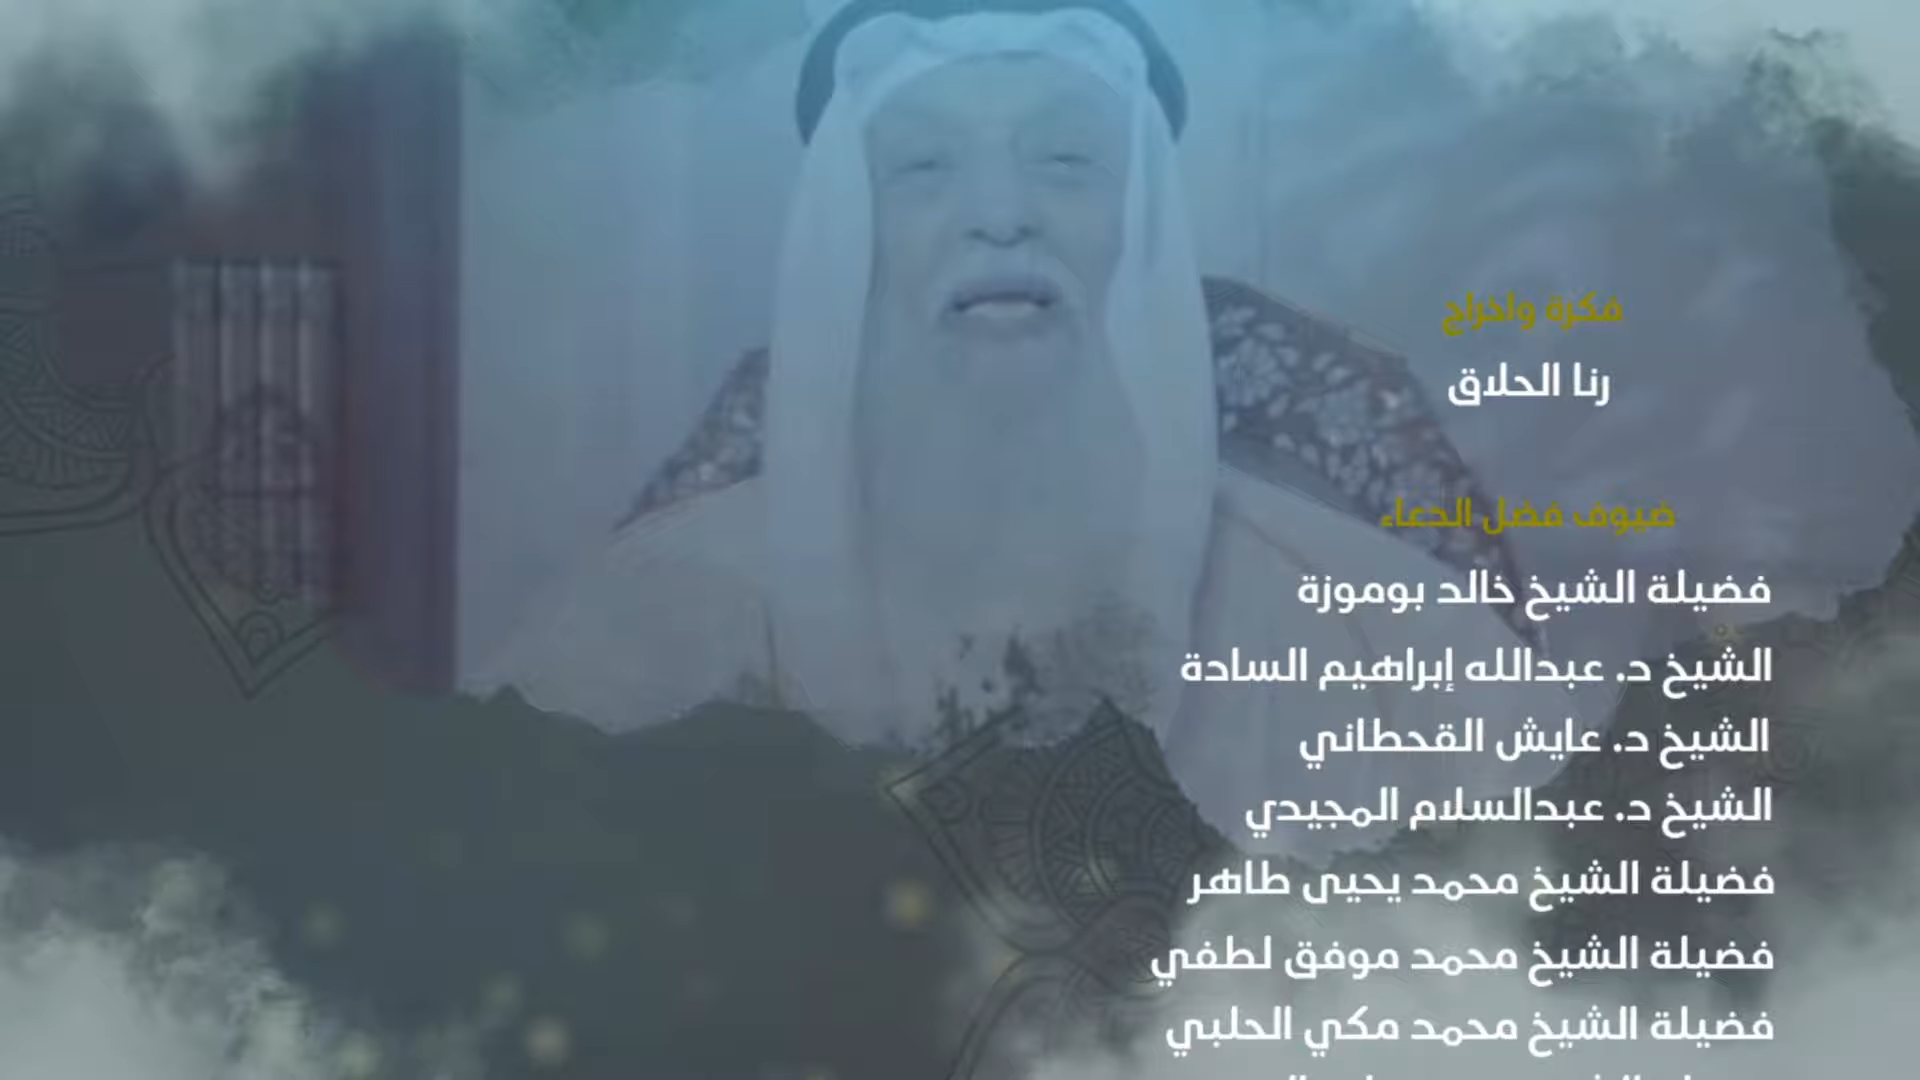 فكرة واخراج
رنا الحلاق
ضيوف فضل الدعاء
فضيلة الشيخ خالد بوموزة
الشيخ د. عبدالله إبراهيم السادة
الشيخ د. عايش القحطاني
الشيخ د. عبدالسلام المجيدي
فضيلة الشيخ محمد يحيى طاهر
فضيلة الشيخ محمد موفق لطفي
فضيلة الشيخ محمد مكي الحلبي